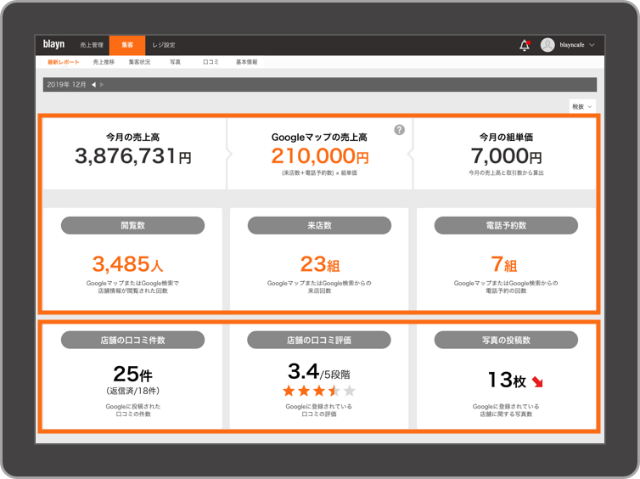 blayn 売上管理 集客 レジ設定 blayncafe
最新レポート 売上推移 集客状況 写真 口コミ 基本情報
2019年 12月
税抜
今月の売上高 Googleマップの売上高 ? 今月の組単価
3,876,731円 210,000円 7,000円
(来店数+電話予約数) × 組単価 今月の売上高と取引数から算出
閲覧数 来店数 電話予約数
3,485人 23組 7組
GoogleマップまたはGoogle検索で GoogleマップまたはGoogle検索からの GoogleマップまたはGoogle検索からの
店舗情報が閲覧された回数 来店回数 電話予約の回数
店舗の口コミ件数 店舗の口コミ評価 写真の投稿数
25件 3.4/5段階 13枚
(返信済/18件)
Googleに投稿された Googleに登録されている Googleに登録されている
口コミの件数 口コミの評価 店舗に関する写真数